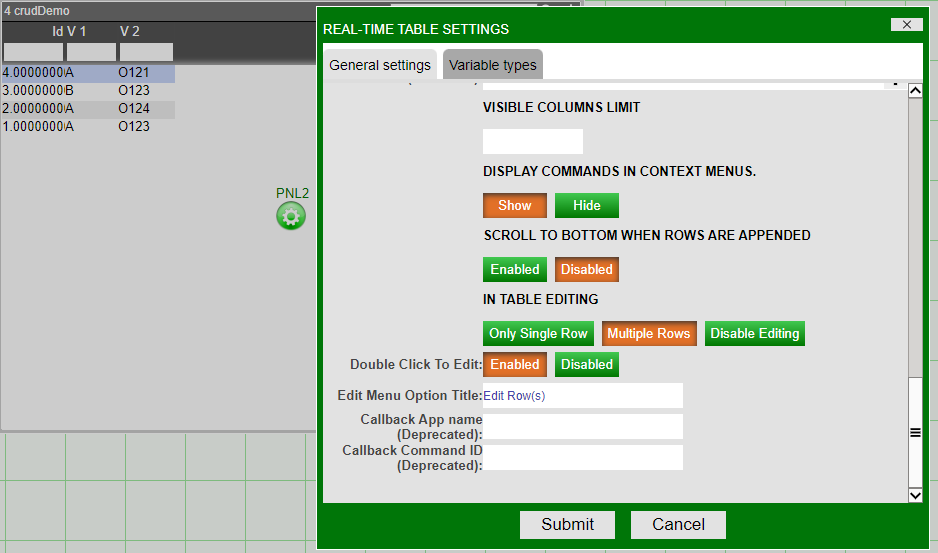 4 crudDemo
Id V 1 V 2
4.0000000 A O121
3.0000000 B O123
2.0000000 A O124
1.0000000 A O123
PNL2
REAL-TIME TABLE SETTINGS
General settings Variable types
VISIBLE COLUMNS LIMIT
DISPLAY COMMANDS IN CONTEXT MENUS.
Show Hide
SCROLL TO BOTTOM WHEN ROWS ARE APPENDED
Enabled Disabled
IN TABLE EDITING
Only Single Row Multiple Rows Disable Editing
Double Click To Edit: Enabled Disabled
Edit Menu Option Title: Edit Row(s)
Callback App name
(Deprecated):
Callback Command ID
(Deprecated):
Submit Cancel